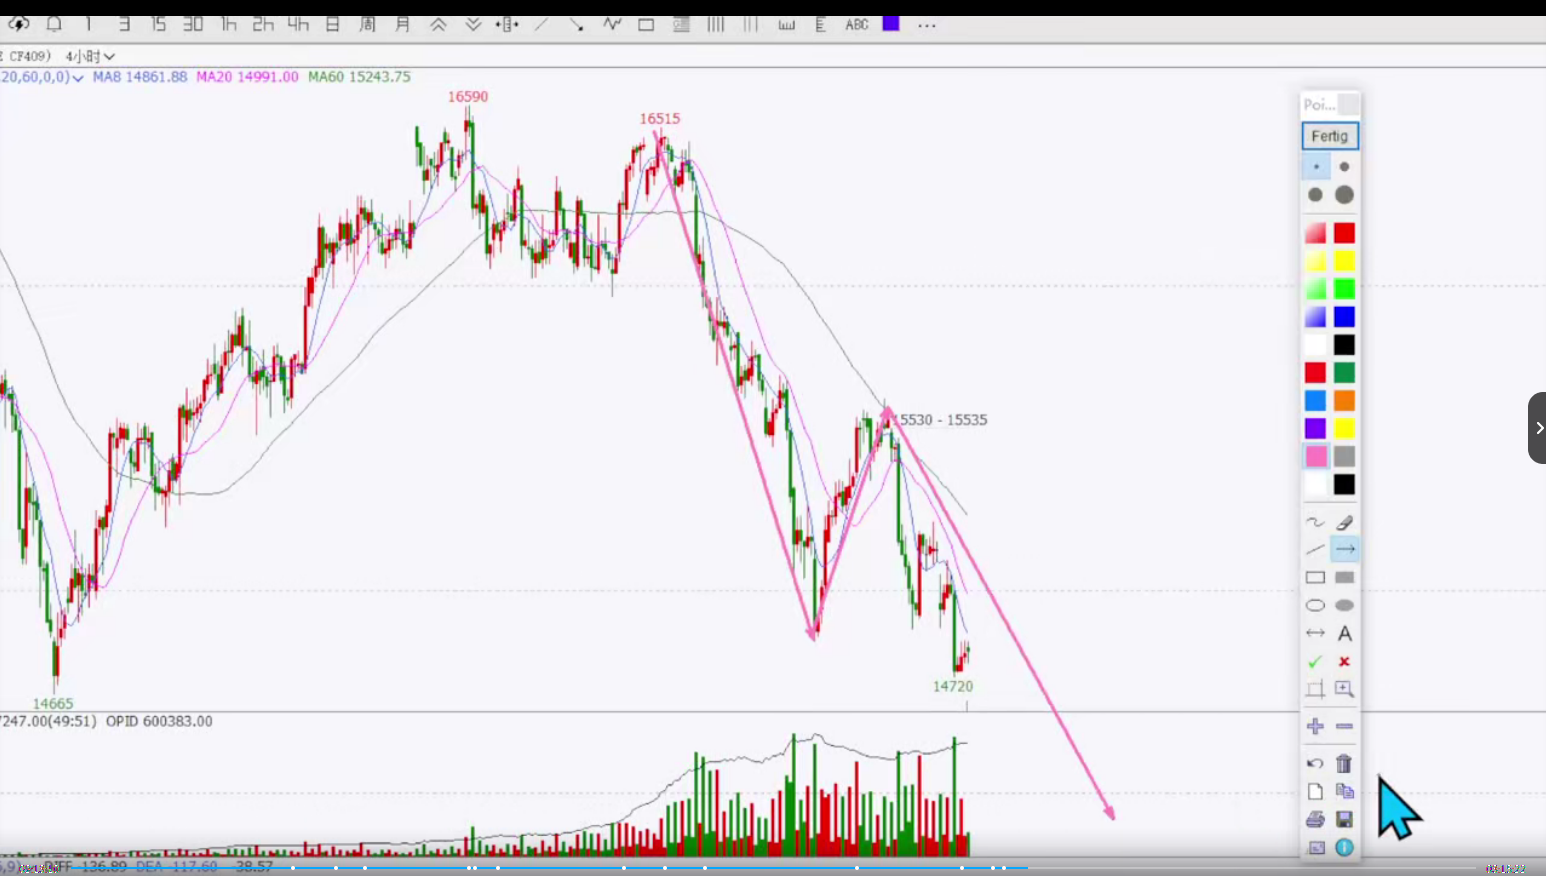 1 3 15 30 1h 2h 4h 日 周 月 ABC ...
CF409) 4小时
20,60,0,0) MA8 14861.88 MA20 14991.00 MA60 15243.75
16590
16515
Poi...
Fertig
15530 - 15535
A
14720
14665
7247.00(49:51) OPID 600383.00
DIFF 136.89 DEA 117.60 38.57